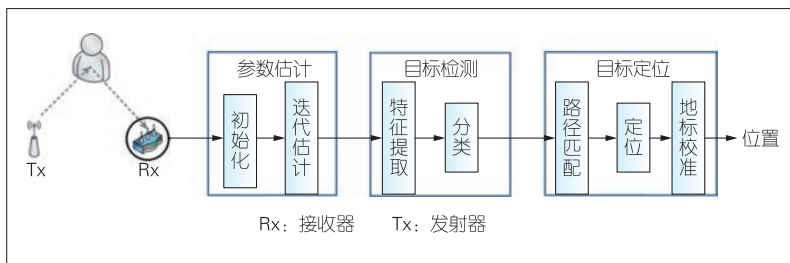 参数估计
目标检测
目标定位
初始化
迭代估计
特征提取
分类
路径匹配
定位
地标校准
位置
Tx
Rx
Rx：接收器
Tx：发射器